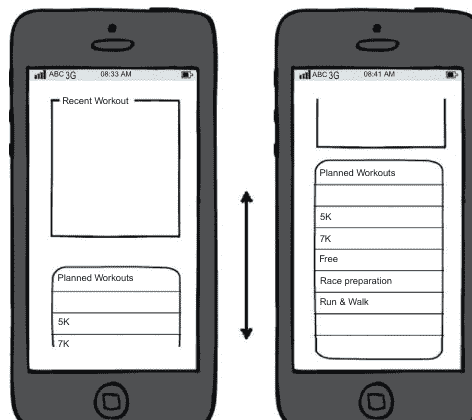 ABC 3G 08:33 AM
Recent Workout
Planned Workouts
5K
7K
ABC 3G 08:41 AM
Planned Workouts
5K
7K
Free
Race preparation
Run & Walk